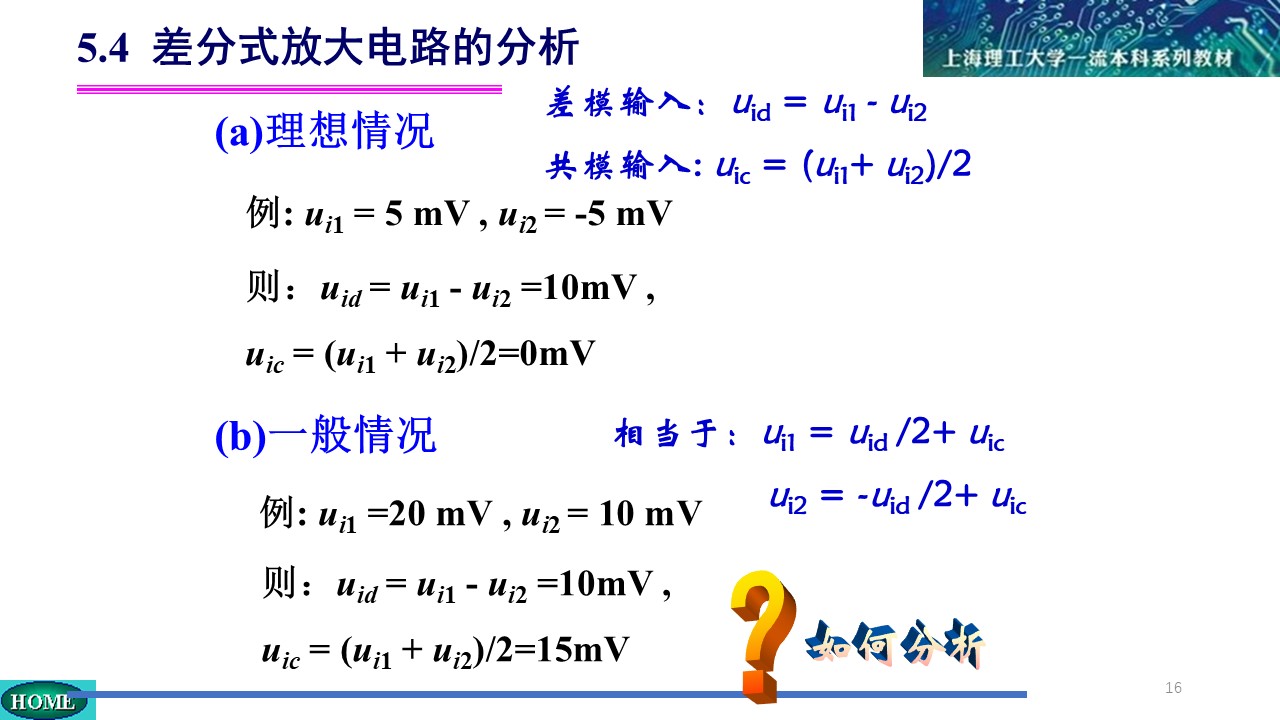 5.4 差分式放大电路的分析
上海理工大学一流本科系列教材
(a)理想情况
差模输入：uid = ui1 - ui2
共模输入: uic = (ui1+ ui2)/2
例: ui1 = 5 mV , ui2 = -5 mV
则：uid = ui1 - ui2 =10mV ,
uic = (ui1 + ui2)/2=0mV
(b)一般情况
相当于：ui1 = uid /2+ uic
ui2 = -uid /2+ uic
例: ui1 =20 mV , ui2 = 10 mV
则：uid = ui1 - ui2 =10mV ,
uic = (ui1 + ui2)/2=15mV
?
如何分析
HOME
16